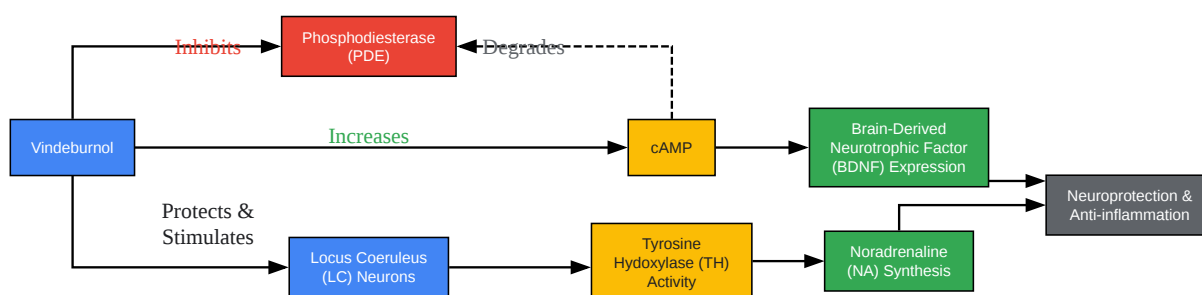 Inhibits
Phosphodiesterase
(PDE)
Degrades
Vindeburnol
Increases
cAMP
Brain-Derived
Neurotrophic Factor
(BDNF) Expression
Neuroprotection &
Anti-inflammation
Protects &
Stimulates
Locus Coeruleus
(LC) Neurons
Tyrosine
Hydoxylase (TH)
Activity
Noradrenaline
(NA) Synthesis